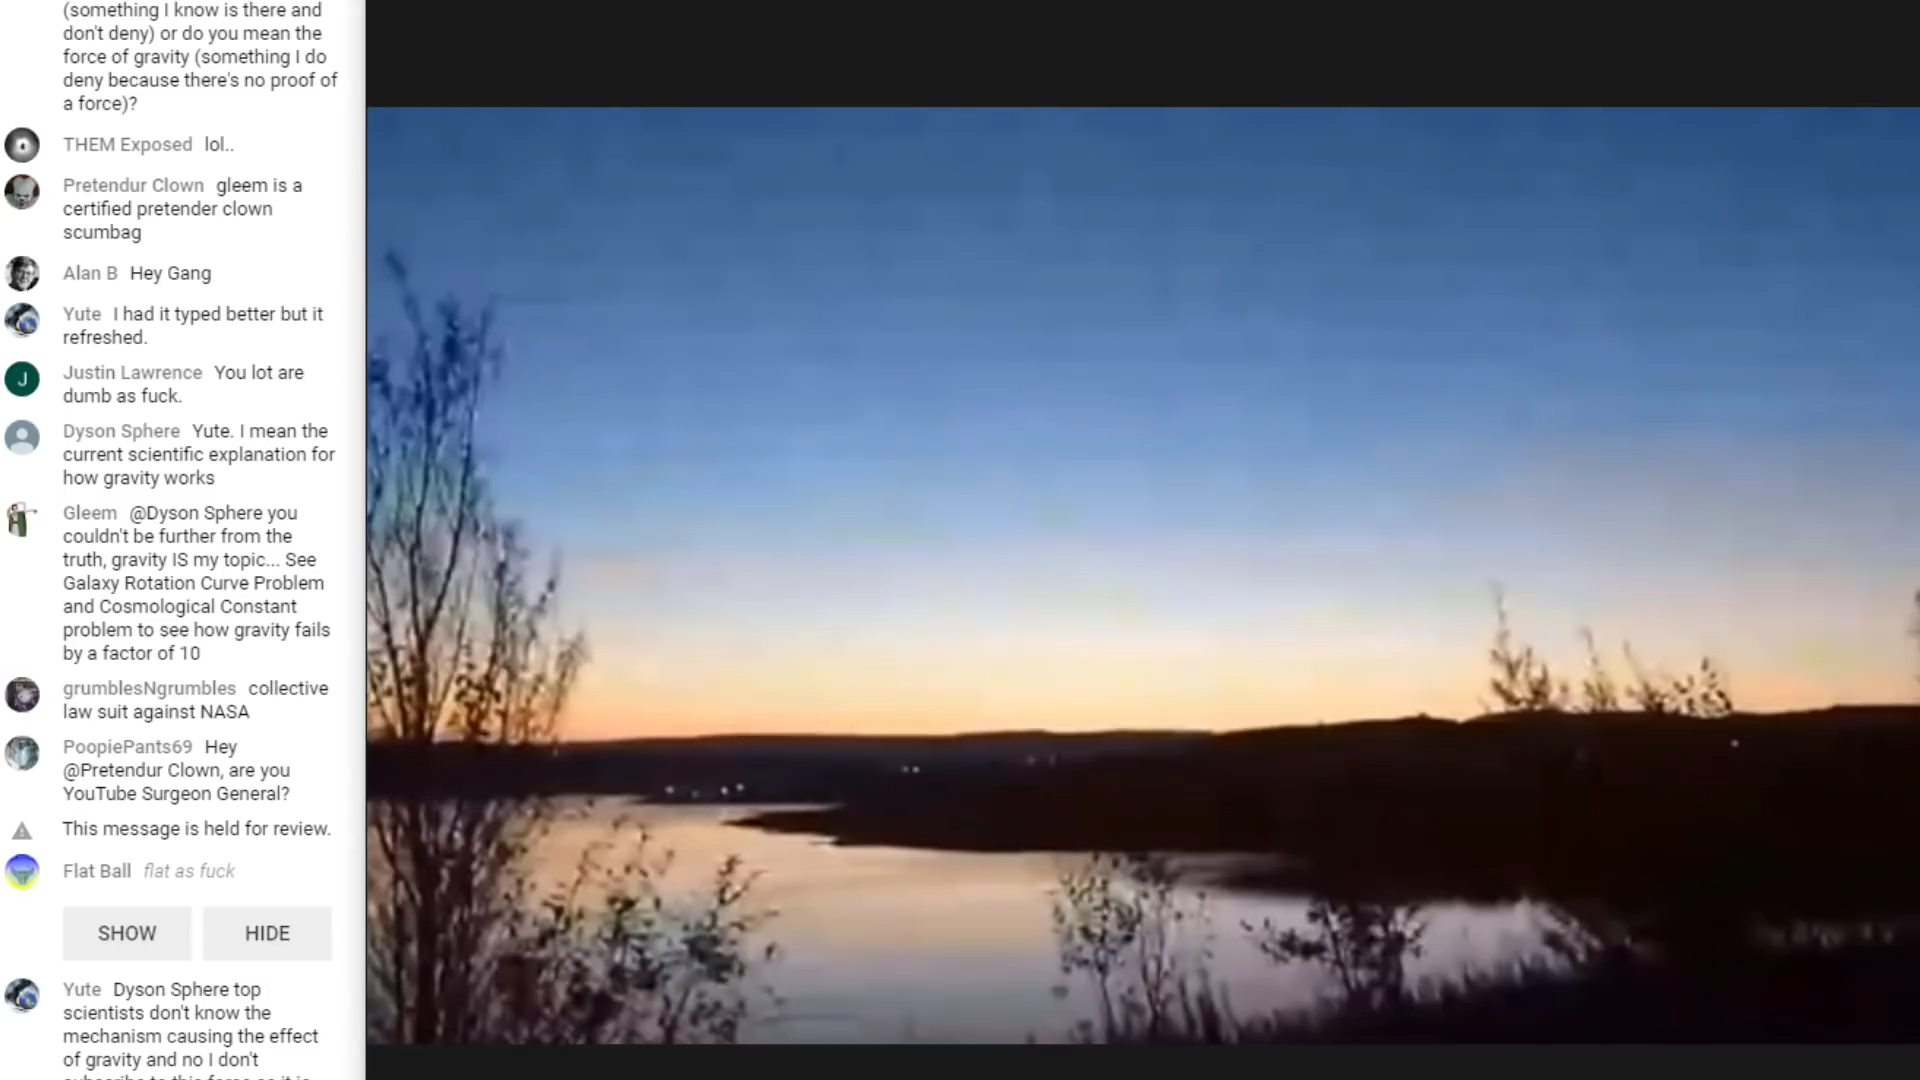 (something I know is there and
don't deny) or do you mean the
force of gravity (something I do
deny because there's no proof of
a force)?
THEM Exposed lol..
Pretendur Clown gleem is a
certified pretender clown
scumbag
Alan B Hey Gang
Yute I had it typed better but it
refreshed.
J
Justin Lawrence You lot are
dumb as fuck.
Dyson Sphere Yute. I mean the
current scientific explanation for
how gravity works
Gleem @Dyson Sphere you
couldn't be further from the
truth, gravity IS my topic... See
Galaxy Rotation Curve Problem
and Cosmological Constant
problem to see how gravity fails
by a factor of 10
grumblesNgrumbles collective
law suit against NASA
PoopiePants69 Hey
@Pretendur Clown, are you
YouTube Surgeon General?
This message is held for review.
Flat Ball flat as fuck
SHOW HIDE
Yute Dyson Sphere top
scientists don't know the
mechanism causing the effect
of gravity and no I don't